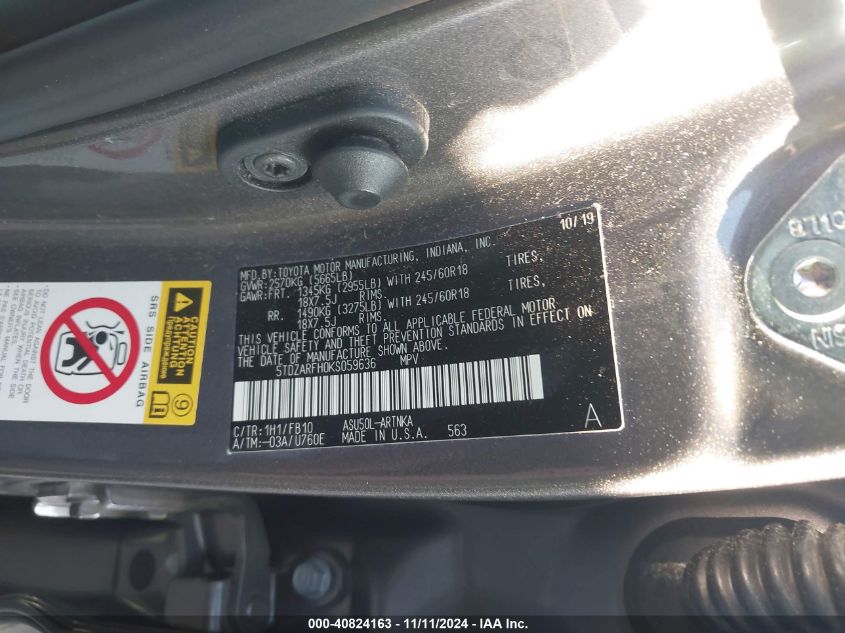 10/19
MFD.BY:TOYOTA MOTOR MANUFACTURING, INDIANA, INC
GVWR:2570KG (5665LB)
GAWR:FRT. 1345KG (2955LB) WITH 245/60R18 TIRES,
18X7.5J RIMS,
RR. 1490KG (3275LB) WITH 245/60R18 TIRES,
18X7.5J RIMS
THIS VEHICLE CONFORMS TO ALL APPLICABLE FEDERAL MOTOR
VEHICLE SAFETY AND THEFT PREVENTION STANDARDS IN EFFECT ON
THE DATE OF MANUFACTURE SHOWN ABOVE.
5TDZARFH0KS059636 MPV
C/TR:1H1/FB10 ASU50L-ARTNKA
A/TM:-03A/U760E MADE IN U.S.A. 563 A
SRS SIDE AIRBAG
ATTENTION
9
8710
NIS
000-40824163 - 11/11/2024 - IAA Inc.